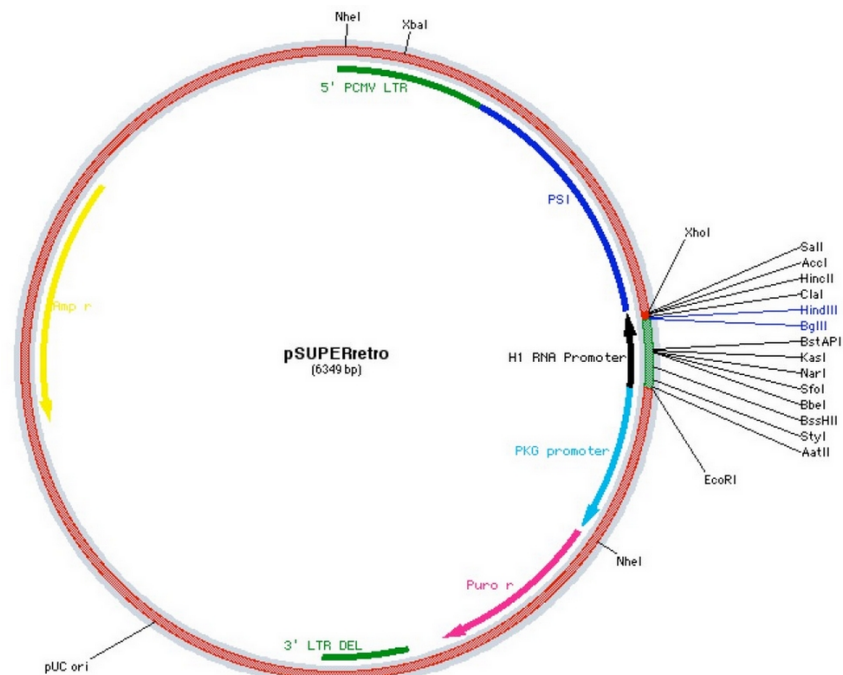 NheI
XbaI
5' PCMV LTR
PSI
XhoI
SalI
AccI
HincII
ClaI
HindIII
BglII
BstAPI
KasI
NarI
SfoI
BbeI
BssHII
StyI
AatII
Amp r
pSUPERretro
(6349 bp)
H1 RNA Promoter
PKG promoter
EcoRI
NheI
Puro r
3' LTR DEL
pUC ori